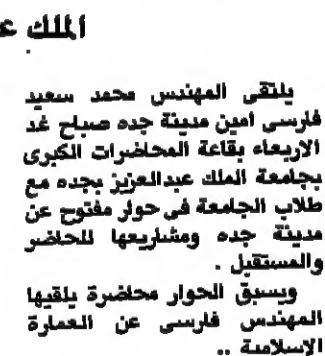 الملك ع
يلتقى المهندس محمد سعيد
فارسى امين مدينة جده صباح غد
الاربعاء بقاعة المحاضرات الكبرى
بجامعة الملك عبدالعزيز بجده مع
طلاب الجامعة فى حوار مفتوح عن
مدينة جده ومشاريعها للحاضر
والمستقبل .
ويسبق الحوار محاضرة يلقيها
المهندس فارسى عن العمارة
الاسلامية ..